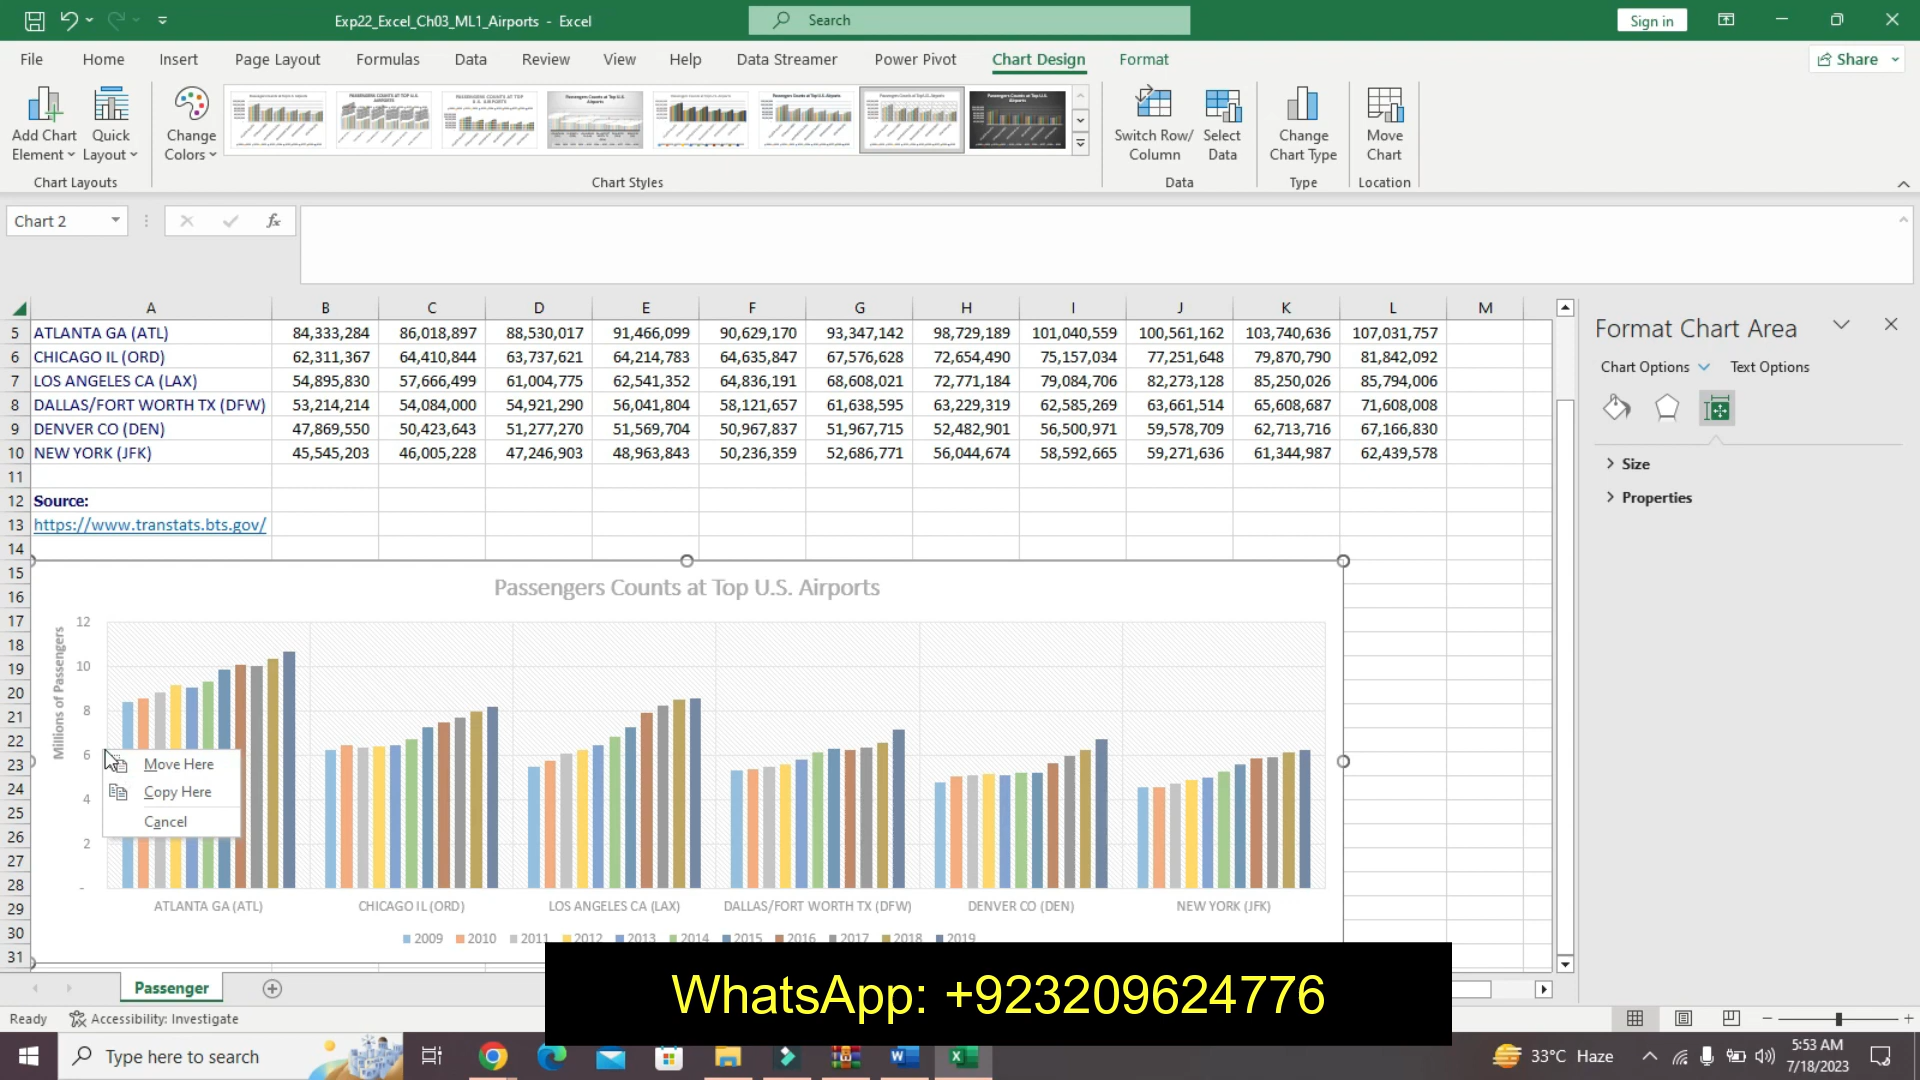 Exp22_Excel_Ch03_ML1_Airports - Excel
Search
Sign in
File Home Insert Page Layout Formulas Data Review View Help Data Streamer Power Pivot Chart Design Format
Share
Add Chart Element
Quick Layout
Change Colors
Switch Row/ Column
Select Data
Change Chart Type
Move Chart
Chart Layouts
Chart Styles
Data
Type
Location
Chart 2
fx
A B C D E F G H I J K L M
5 ATLANTA GA (ATL) 84,333,284 86,018,897 88,530,017 91,466,099 90,629,170 93,347,142 98,729,189 101,040,559 100,561,162 103,740,636 107,031,757
6 CHICAGO IL (ORD) 62,311,367 64,410,844 63,737,621 64,214,783 64,635,847 67,576,628 72,654,490 75,157,034 77,251,648 79,870,790 81,842,092
7 LOS ANGELES CA (LAX) 54,895,830 57,666,499 61,004,775 62,541,352 64,836,191 68,608,021 72,771,184 79,084,706 82,273,128 85,250,026 85,794,006
8 DALLAS/FORT WORTH TX (DFW) 53,214,214 54,084,000 54,921,290 56,041,804 58,121,657 61,638,595 63,229,319 62,585,269 63,661,514 65,608,687 71,608,008
9 DENVER CO (DEN) 47,869,550 50,423,643 51,277,270 51,569,704 50,967,837 51,967,715 52,482,901 56,500,971 59,578,709 62,713,716 67,166,830
10 NEW YORK (JFK) 45,545,203 46,005,228 47,246,903 48,963,843 50,236,359 52,686,771 56,044,674 58,592,665 59,271,636 61,344,987 62,439,578
11
12 Source:
13 https://www.transtats.bts.gov/
14
15
16
17
18
19
20
21
22
23
24
25
26
27
28
29
30
31
Passengers Counts at Top U.S. Airports
Millions of Passengers
12
10
8
6
4
2
-
Move Here
Copy Here
Cancel
ATLANTA GA (ATL) CHICAGO IL (ORD) LOS ANGELES CA (LAX) DALLAS/FORT WORTH TX (DFW) DENVER CO (DEN) NEW YORK (JFK)
2009 2010 2011 2012 2013 2014 2015 2016 2017 2018 2019
Format Chart Area
Chart Options Text Options
Size
Properties
Passenger
WhatsApp: +923209624776
Ready Accessibility: Investigate
Type here to search
33°C Haze
5:53 AM
7/18/2023